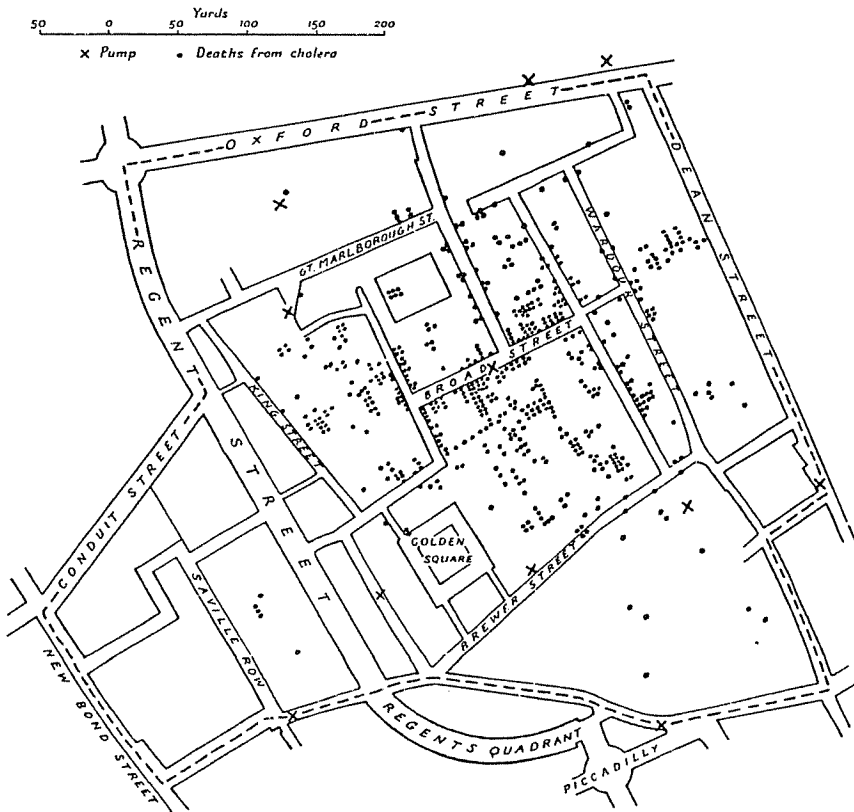 Yards
50 0 50 100 200
x Pump • Deaths from cholera
OXFORD STREET
DEAN STREET
WARDOUR STREET
GT. MARLBOROUGH ST.
REGENT STREET
BROAD STREET
KING STREET
CONDUIT STREET
GOLDEN
SQUARE
BREWER STREET
SAVILLE ROW
NEW BOND STREET
REGENTS QUADRANT
PICCADILLY